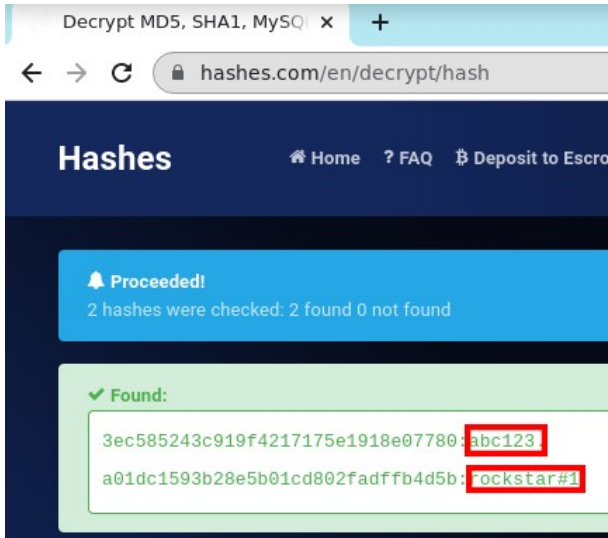 Decrypt MD5, SHA1, MySQ
hashes.com/en/decrypt/hash
Hashes
Home ? FAQ Deposit to Escro
Proceeded!
2 hashes were checked: 2 found 0 not found
Found:
3ec585243c919f4217175e1918e07780:abc123.
a01dc1593b28e5b01cd802fadffb4d5b:rockstar#1